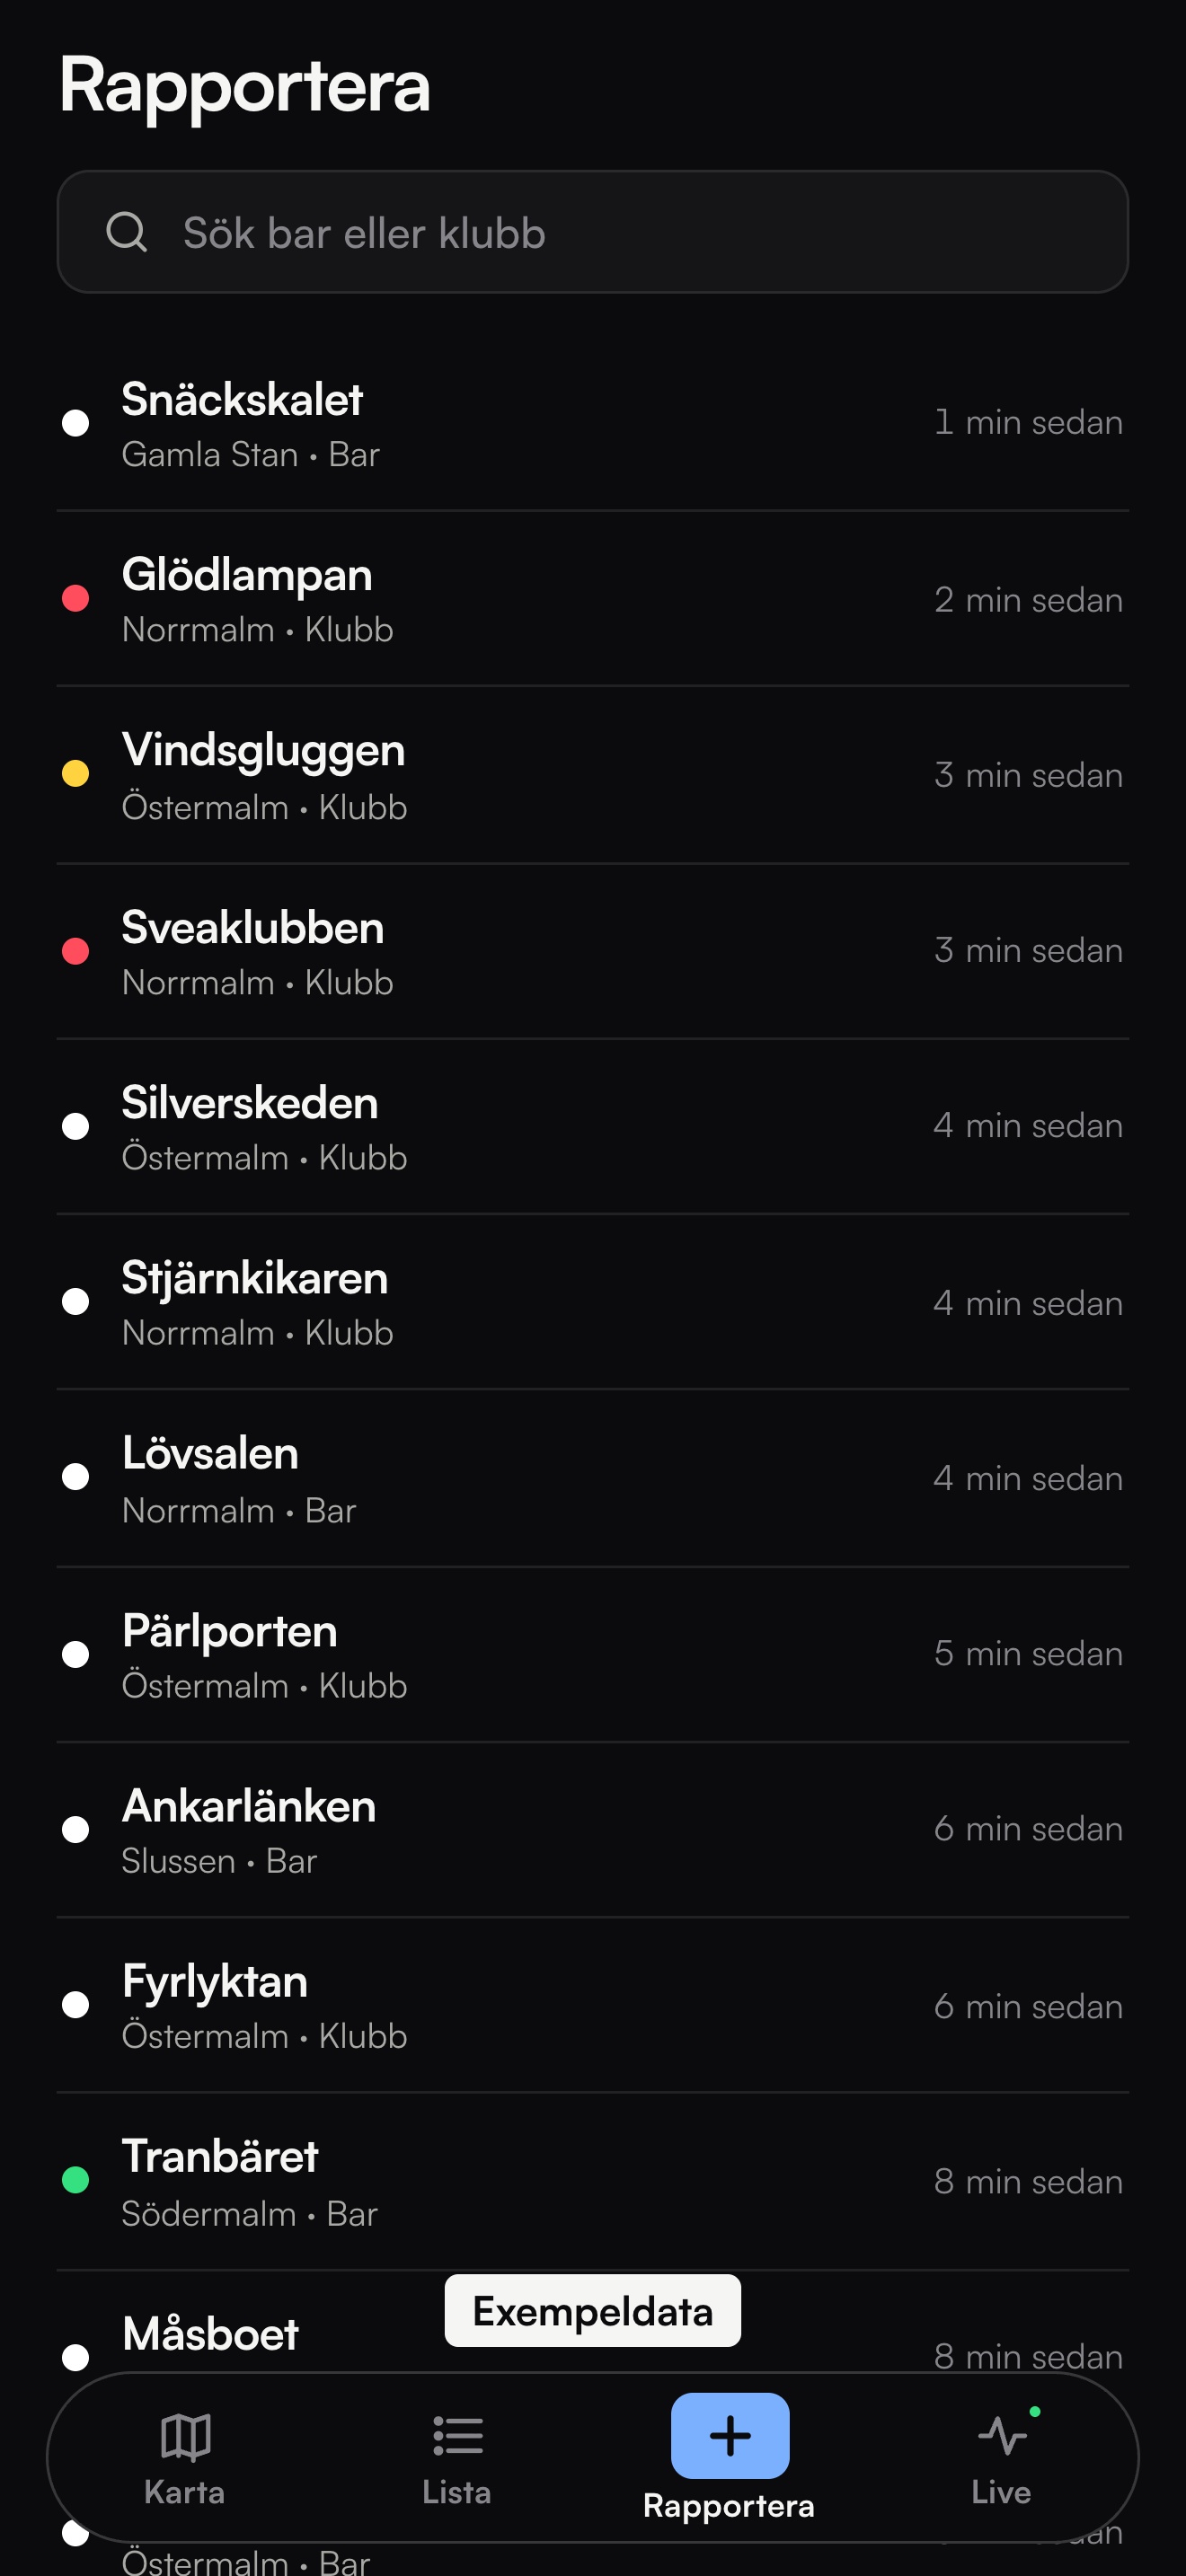 Rapportera
Sök bar eller klubb
Snäckskalet
Gamla Stan · Bar
1 min sedan
Glödlampan
Norrmalm · Klubb
2 min sedan
Vindsgluggen
Östermalm · Klubb
3 min sedan
Sveaklubben
Norrmalm · Klubb
3 min sedan
Silverskeden
Östermalm · Klubb
4 min sedan
Stjärnkikaren
Norrmalm · Klubb
4 min sedan
Lövsalen
Norrmalm · Bar
4 min sedan
Pärlporten
Östermalm · Klubb
5 min sedan
Ankarlänken
Slussen · Bar
6 min sedan
Fyrlyktan
Östermalm · Klubb
6 min sedan
Tranbäret
Södermalm · Bar
8 min sedan
Exempeldata
Måsboet
8 min sedan
Karta
Lista
Rapportera
Live
Östermalm · Bar